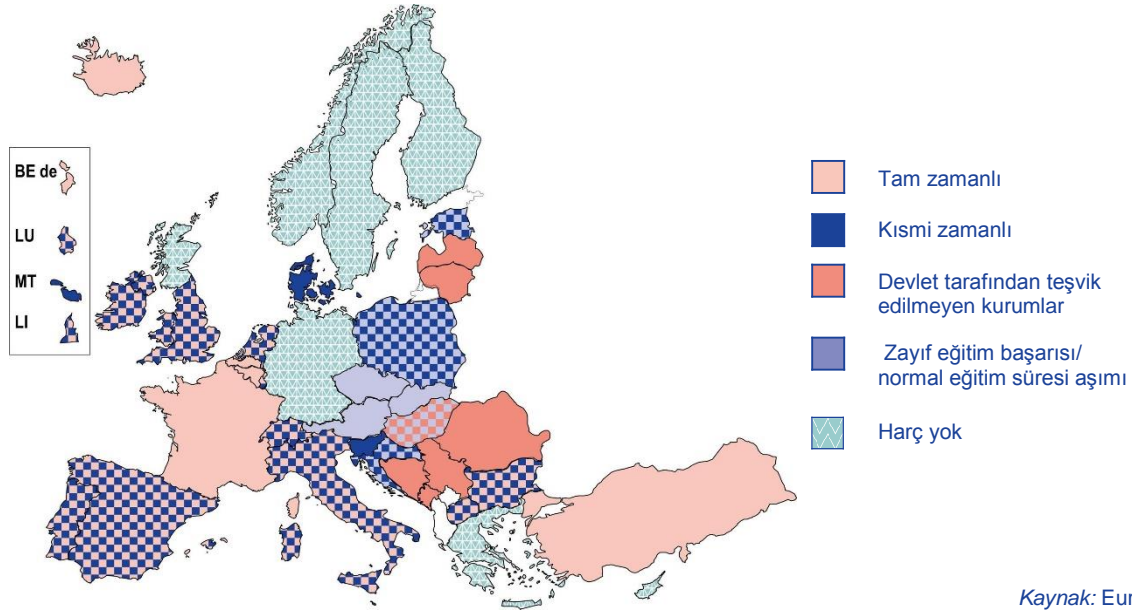 BE de
LU
MT
LI
Tam zamanlı
Kısmi zamanlı
Devlet tarafından teşvik
edilmeyen kurumlar
Zayıf eğitim başarısı/
normal eğitim süresi aşımı
Harç yok
Kaynak: Eur